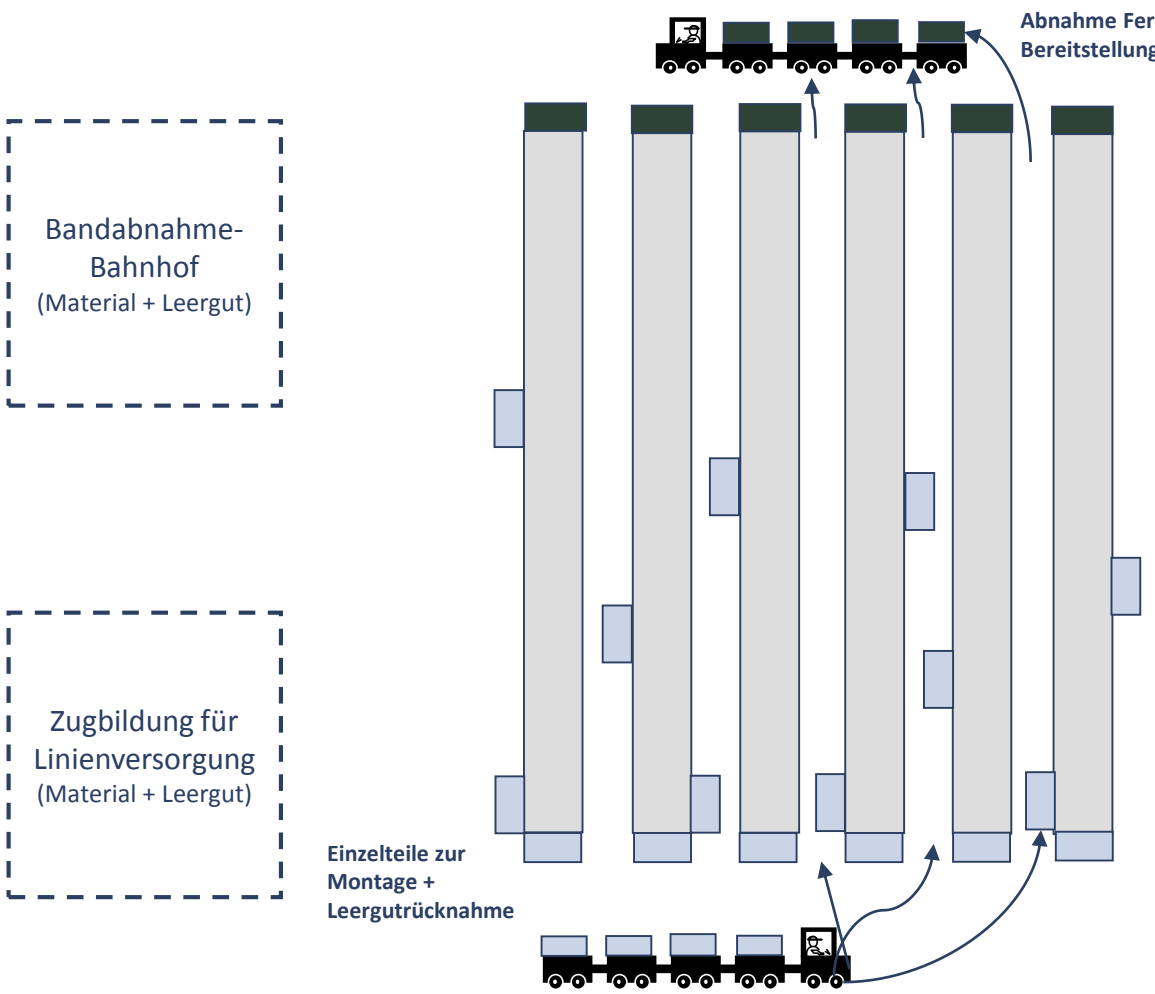 Abnahme Fer
Bereitstellung
Bandabnahme-
Bahnhof
(Material + Leergut)
Zugbildung für
Linienversorgung
(Material + Leergut)
Einzelteile zur
Montage +
Leergutrücknahme